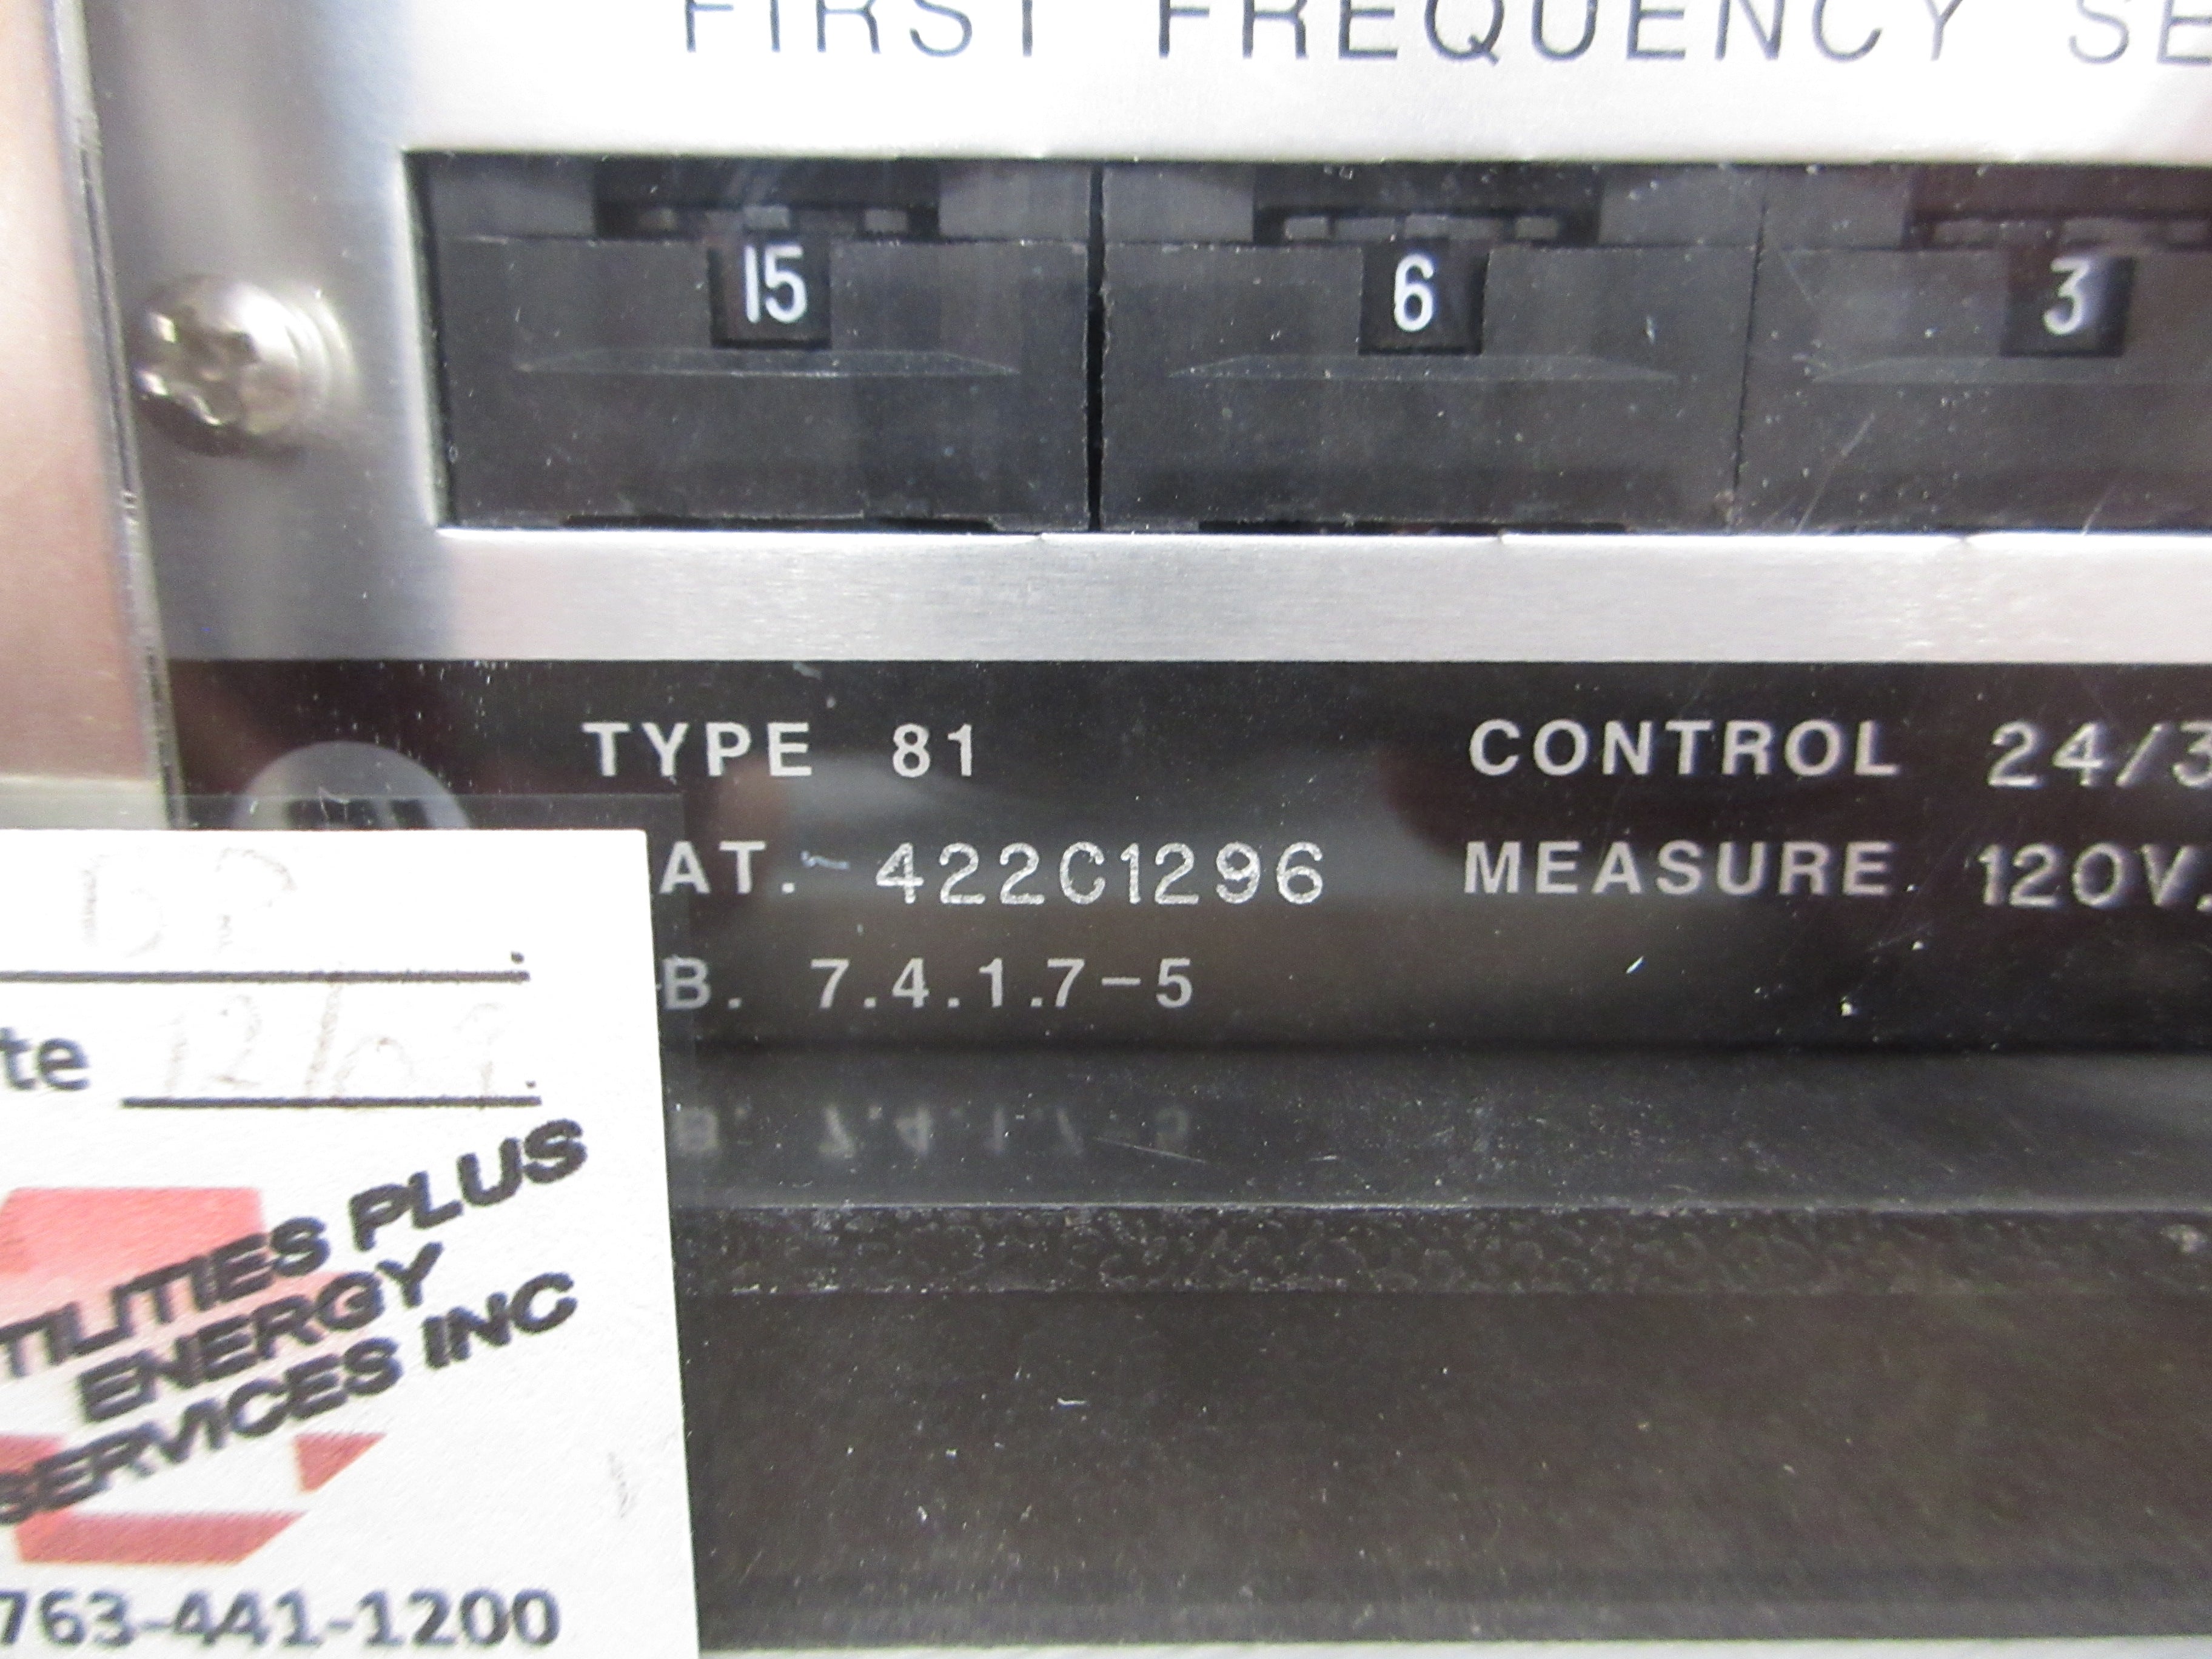 FIRST FREQUENCY SE
15 6 3
TYPE 81 CONTROL 24/3
AT. 422C1296 MEASURE 120V
B. 7.4.1.7-5
te
TILITIES PLUS
ENERGY
SERVICES INC
763-441-1200